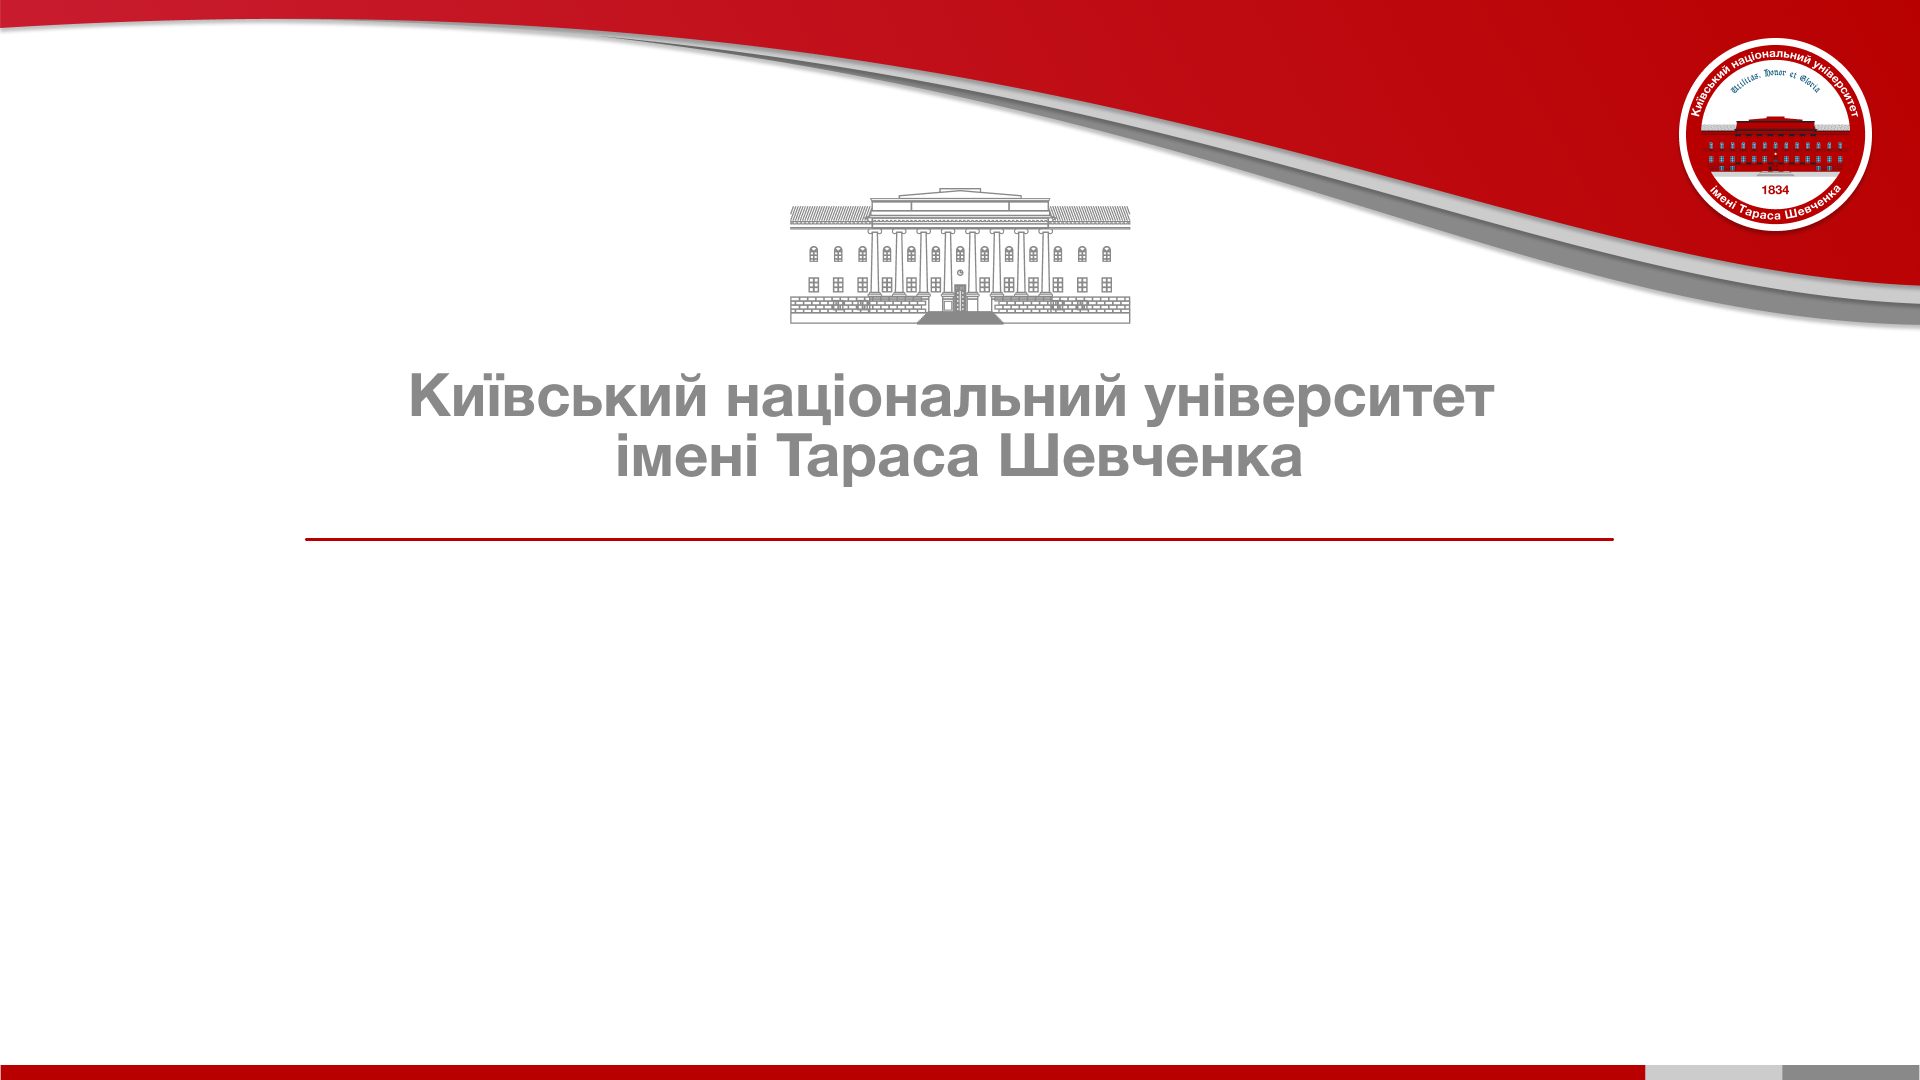 Київський національний університет
Utilitas, Honor et Gloria
1834
імені Тараса Шевченка
Київський національний університет
імені Тараса Шевченка